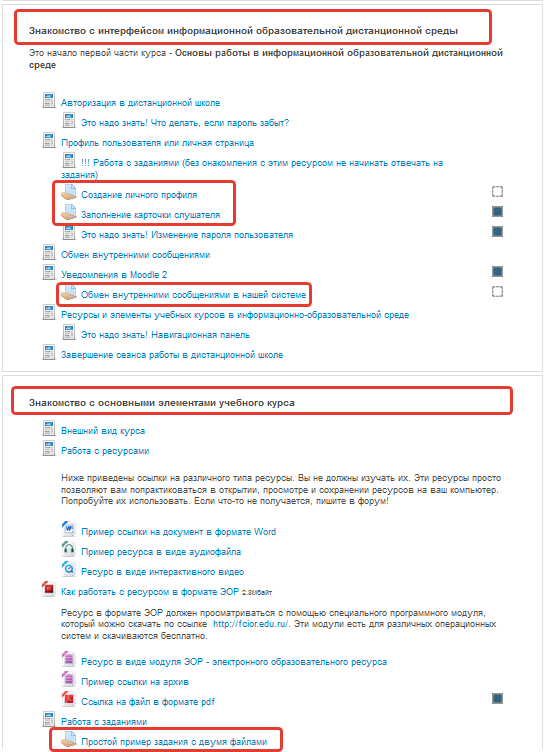 Знакомство с интерфейсом информационной образовательной дистанционной среды
Это начало первой части курса - Основы работы в информационной образовательной дистанционной
среде
Авторизация в дистанционной школе
Это надо знать! Что делать, если пароль забыт?
Профиль пользователя или личная страница
!!! Работа с заданиями (без онакомления с этим ресурсом не начинать отвечать на
задания)
Создание личного профиля
Заполнение карточки слушателя
Это надо знать! Изменение пароля пользователя
Обмен внутренними сообщениями
Уведомления в Moodle 2
Обмен внутренними сообщениями в нашей системе
Ресурсы и элементы учебных курсов в информационно-образовательной среде
Это надо знать! Навигационная панель
Завершение сеанса работы в дистанционной школе
Знакомство с основными элементами учебного курса
Внешний вид курса
Работа с ресурсами
Ниже приведены ссылки на различного типа ресурсы. Вы не должны изучать их. Эти ресурсы просто
позволяют вам попрактиковаться в открытии, просмотре и сохранении ресурсов на ваш компьютер.
Попробуйте их использовать. Если что-то не получается, пишите в форум!
Пример ссылки на документ в формате Word
Пример ресурса в виде аудиофайла
Ресурс в виде интерактивного видео
Как работать с ресурсом в формате ЭОР 2.8Мбайт
Ресурс в формате ЭОР должен просматриваться с помощью специального программного модуля,
который можно скачать по ссылке http://fcior.edu.ru/. Эти модули есть для различных операционных
систем и скачиваются бесплатно.
Ресурс в виде модуля ЭОР - электронного образовательного ресурса
Пример ссылки на архив
Ссылка на файл в формате pdf
Работа с заданиями
Простой пример задания с двумя файлами